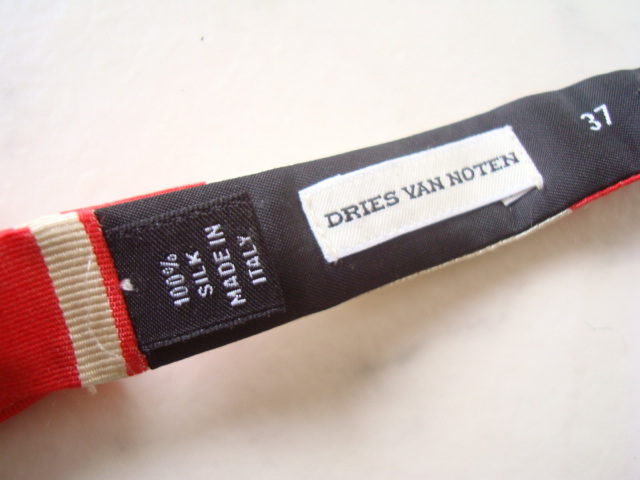 100%
SILK
MADE IN
ITALY
DRIES VAN NOTEN
37